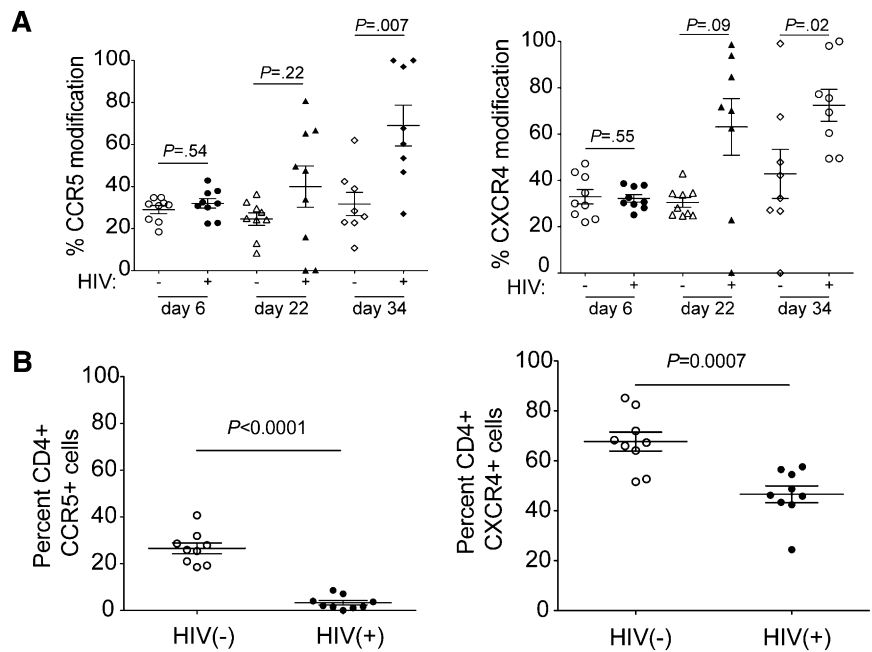 A
P=.007
P=.22
P=.54
% CCR5 modification
100
80
60
40
20
0
HIV: - + - + - +
day 6 day 22 day 34
P=.09
P=.02
P=.55
% CXCR4 modification
100
80
60
40
20
0
HIV: - + - + - +
day 6 day 22 day 34
B
P<0.0001
Percent CD4+
CCR5+ cells
100
80
60
40
20
0
HIV(-) HIV(+)
P=0.0007
Percent CD4+
CXCR4+ cells
100
80
60
40
20
0
HIV(-) HIV(+)